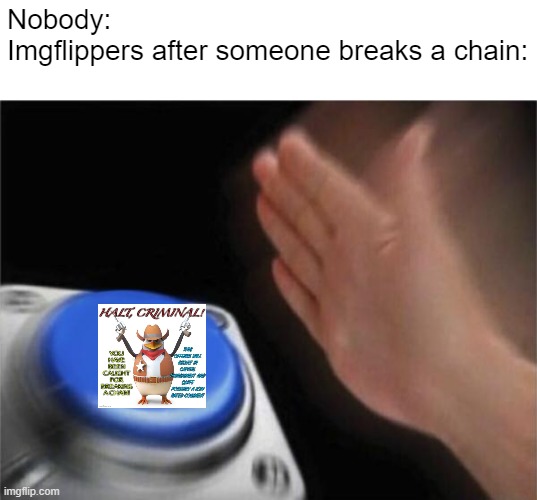 Nobody:
Imgflippers after someone breaks a chain:
HALT, CRIMINAL!
YOU
HAVE
BEEN
CAUGHT
FOR
BREAKING
A CHAIN
imgflip.com